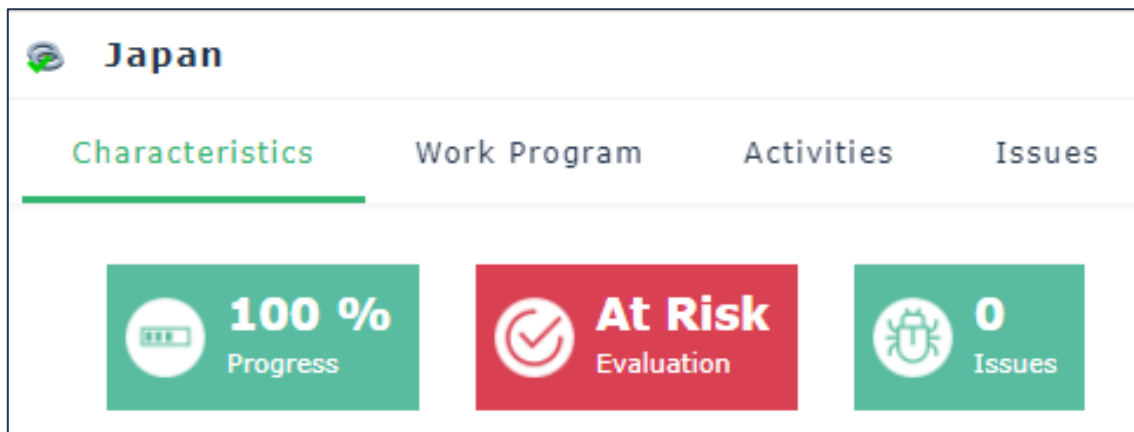 Japan
Characteristics Work Program Activities Issues
100 % At Risk 0
Progress Evaluation Issues